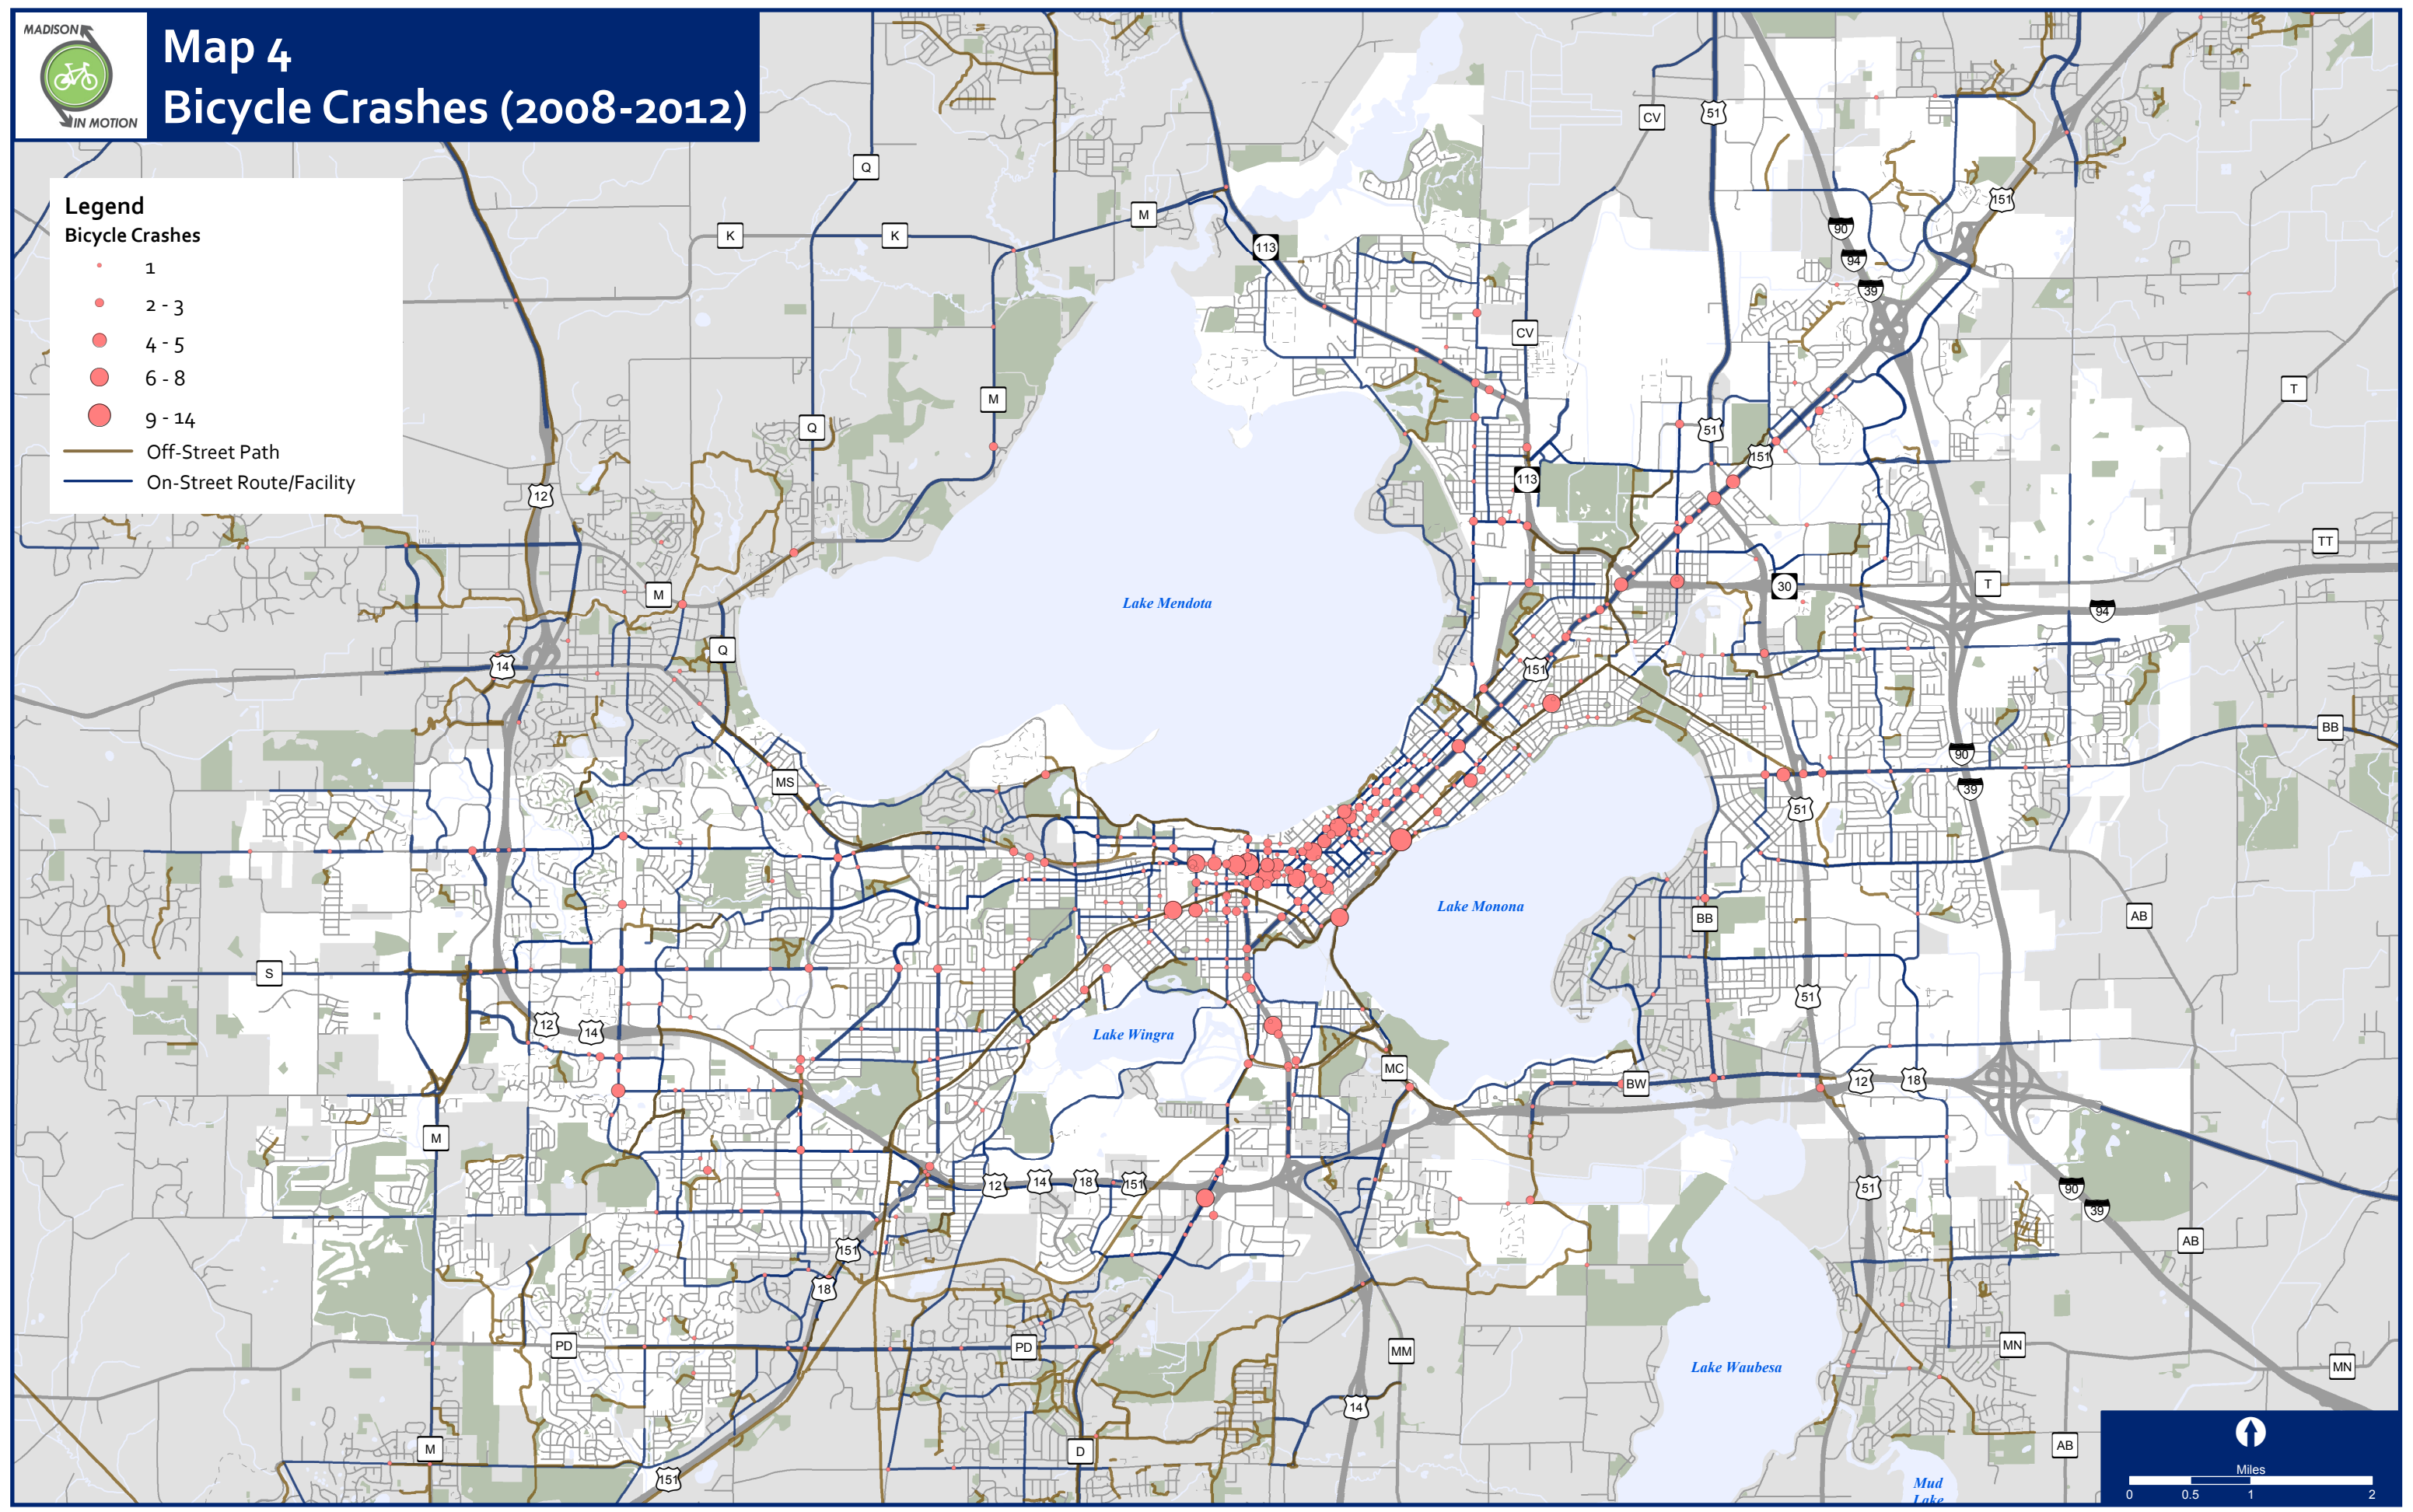 MADISON
IN MOTION
Map 4
Bicycle Crashes (2008-2012)
Legend
Bicycle Crashes
1
2 - 3
4 - 5
6 - 8
9 - 14
Off-Street Path
On-Street Route/Facility
CV
51
Q
151
M
K
K
113
90
94
39
CV
T
M
Q
51
151
12
113
TT
M
30
T
94
Lake Mendota
Q
14
151
BB
90
MS
39
51
Lake Monona
BB
AB
S
51
12
14
Lake Wingra
MC
BW
12
18
M
12
14
18
151
51
90
39
AB
151
18
PD
PD
MM
MN
MN
Lake Waubesa
14
M
D
AB
151
Mud
Lake
Miles
0
0.5
1
2